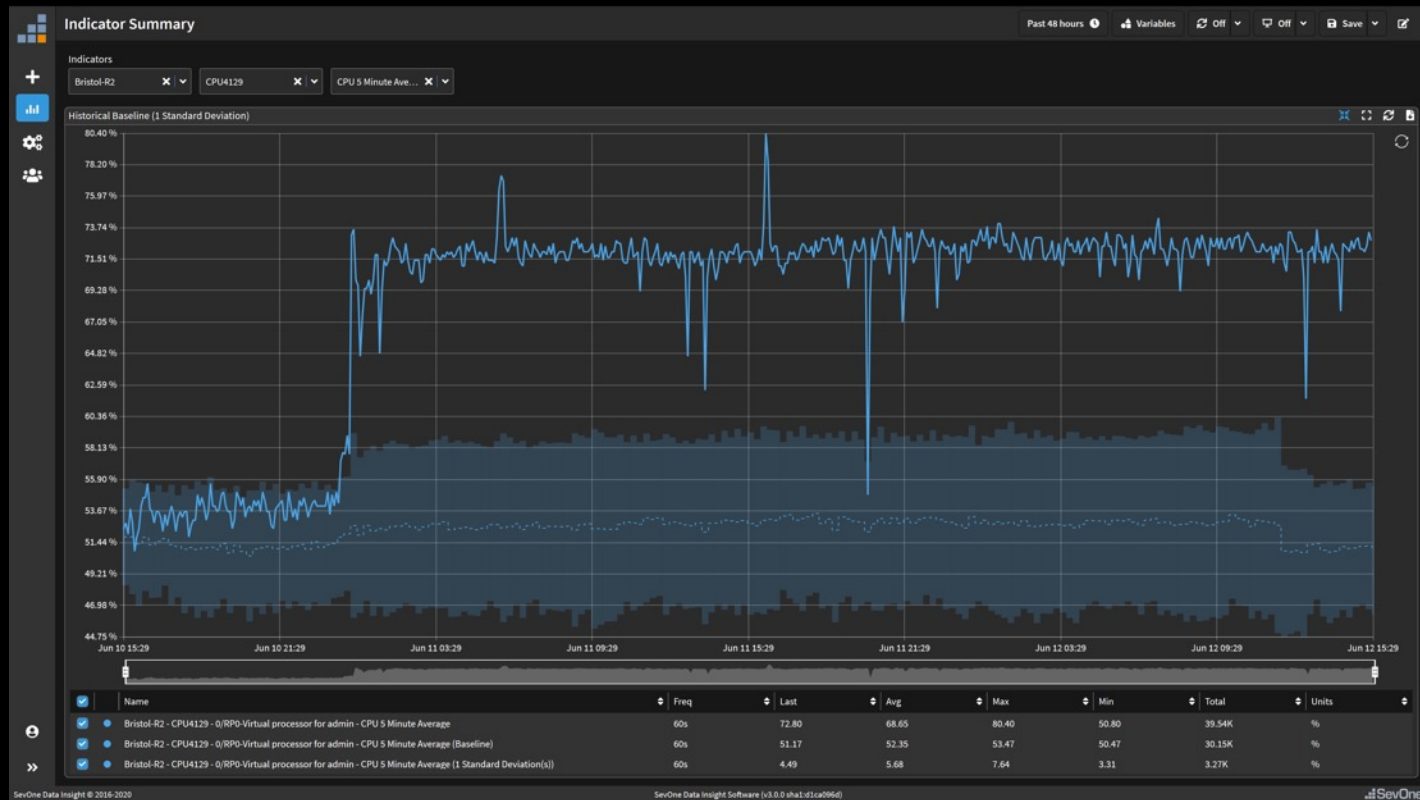 Indicator Summary
Past 48 hours
Variables
Off
Off
Save
Indicators
Bristol-R2
CPU4129
CPU 5 Minute Ave...
Historical Baseline (1 Standard Deviation)
80.40 %
78.20 %
75.97 %
73.74 %
71.51 %
69.28 %
67.05 %
64.82 %
62.59 %
60.36 %
58.13 %
55.90 %
53.67 %
51.44 %
49.21 %
46.98 %
44.75 %
Jun 10 15:29 Jun 10 21:29 Jun 11 03:29 Jun 11 09:29 Jun 11 15:29 Jun 11 21:29 Jun 12 03:29 Jun 12 09:29 Jun 12 15:29
Name Freq Last Avg Max Min Total Units
Bristol-R2 - CPU4129 - 0/RP0-Virtual processor for admin - CPU 5 Minute Average 60s 72.80 68.65 80.40 50.80 39.54K %
Bristol-R2 - CPU4129 - 0/RP0-Virtual processor for admin - CPU 5 Minute Average (Baseline) 60s 51.17 52.35 53.47 50.47 30.15K %
Bristol-R2 - CPU4129 - 0/RP0-Virtual processor for admin - CPU 5 Minute Average (1 Standard Deviation(s)) 60s 4.49 5.68 7.64 3.31 3.27K %
SevOne Data Insight © 2016-2020 SevOne Data Insight Software (v3.0.0 sha1:d1ca096d) SevOne